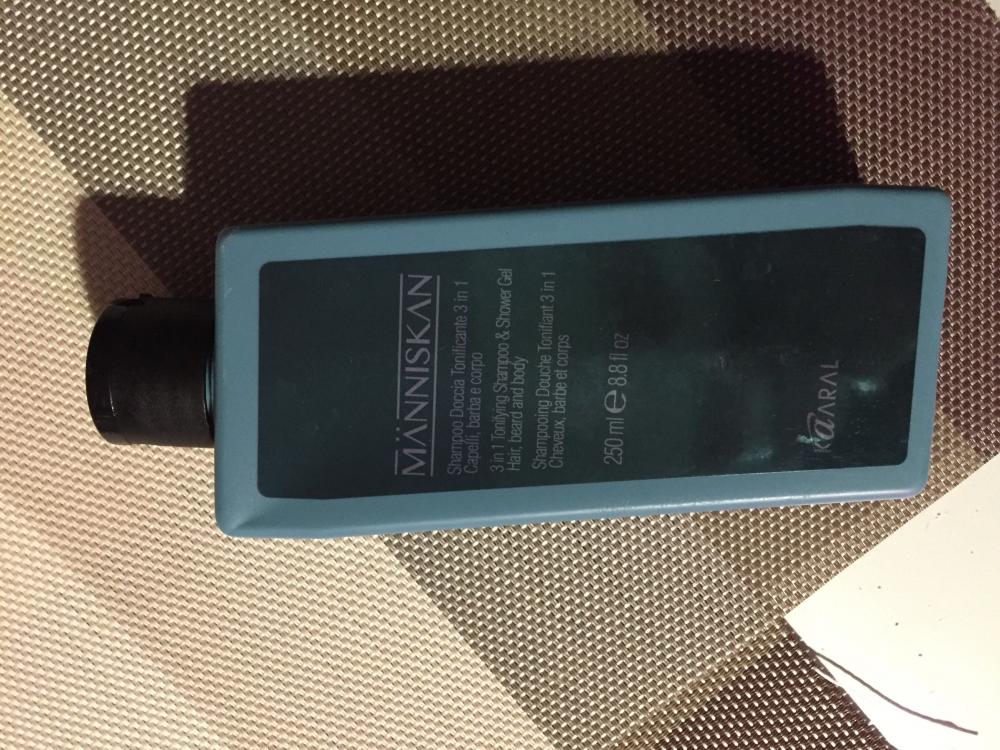 MÄNNISKAN
Shampoo Doccia Tonificante 3 in 1
Capelli, barba e corpo
3 in 1 Tonifying Shampoo & Shower Gel
Hair, beard and body
Shampooing Douche Tonifiant 3 in 1
Cheveux, barbe et corps
250 ml ℮ 8.8 fl oz
KAARAL